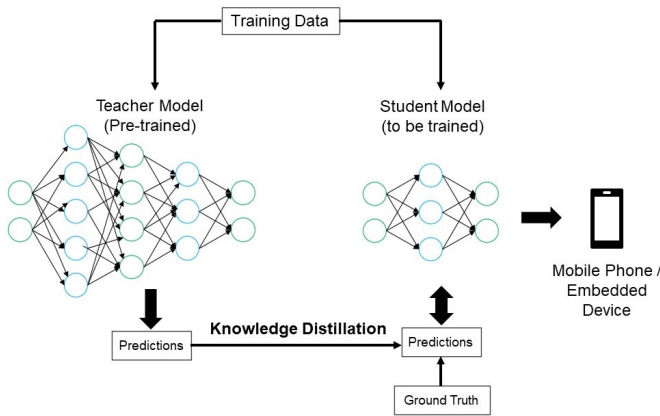 Training Data
Teacher Model
(Pre-trained)
Student Model
(to be trained)
Mobile Phone /
Embedded
Device
Knowledge Distillation
Predictions
Predictions
Ground Truth